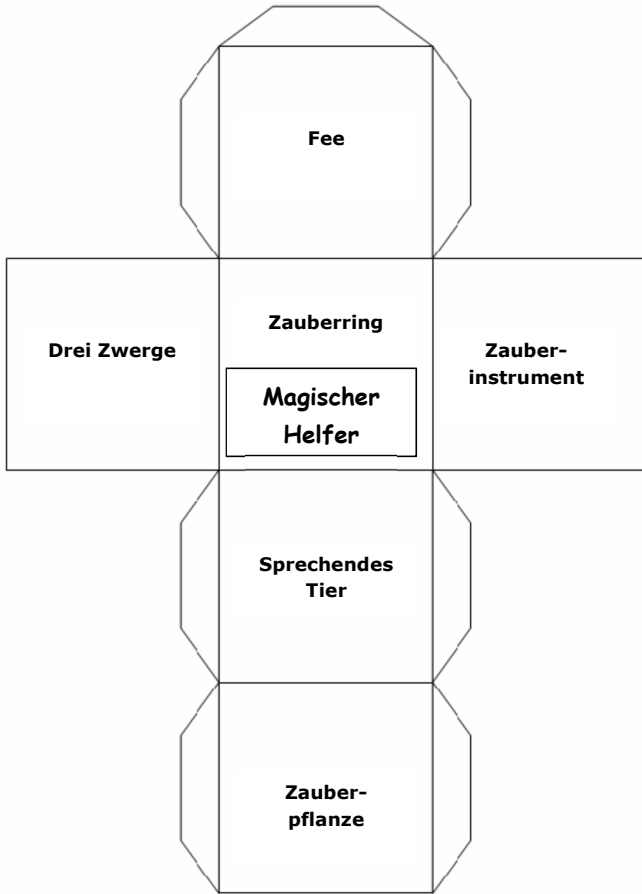 Fee
Drei Zwerge
Zauberring
Zauber-
instrument
Magischer
Helfer
Sprechendes
Tier
Zauber-
pflanze